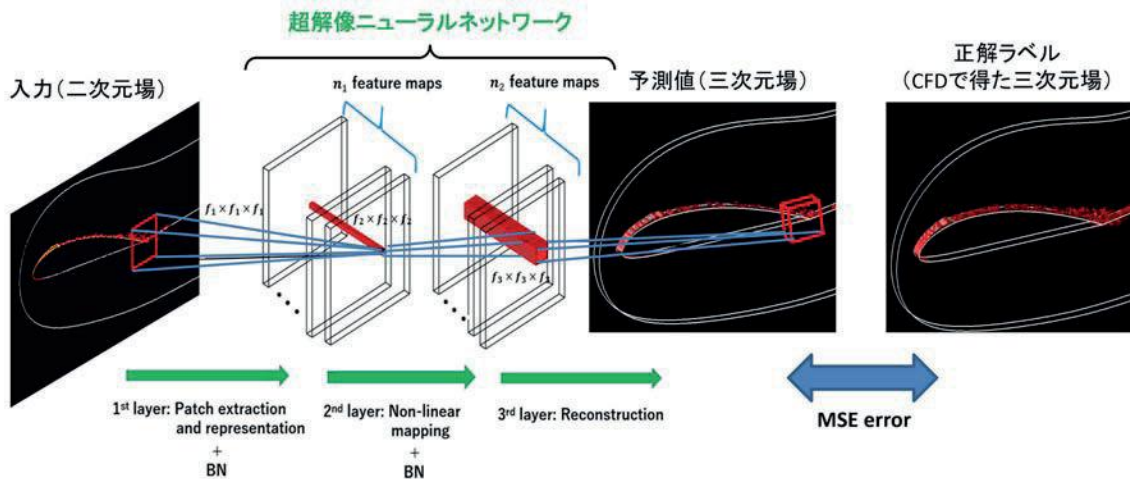 超解像ニューラルネットワーク
入力(二次元場)
n₁ feature maps
n₂ feature maps
予測値(三次元場)
正解ラベル
(CFDで得た三次元場)
f₁×f₁×f₁
f₂×f₂×f₂
f₃×f₃×f₃
1st layer: Patch extraction
and representation
+
BN
2nd layer: Non-linear
mapping
+
BN
3rd layer: Reconstruction
MSE error